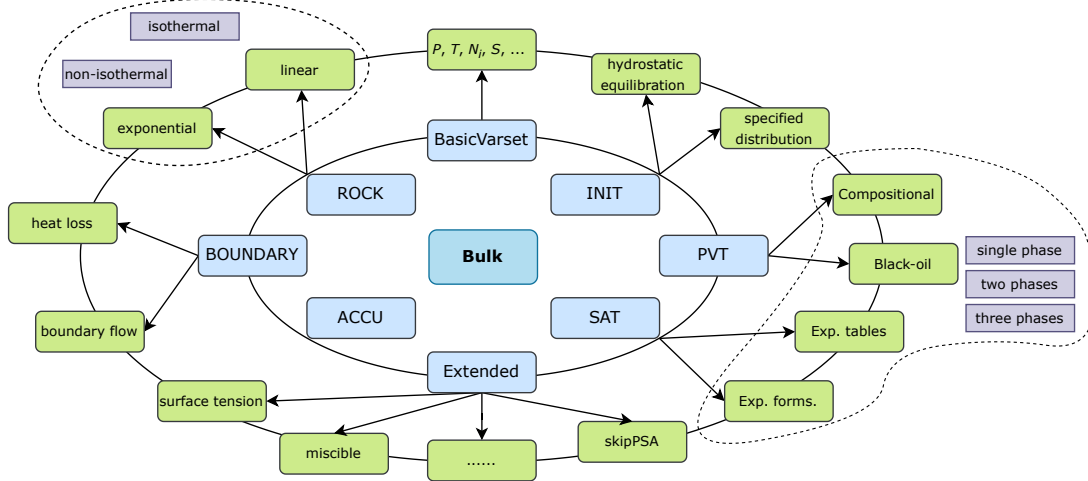 isothermal
non-isothermal
linear
exponential
P, T, N_i, S, ...
hydrostatic
equilibration
specified
distribution
BasicVarset
ROCK
INIT
Compositional
heat loss
BOUNDARY
Bulk
PVT
Black-oil
single phase
two phases
three phases
boundary flow
ACCU
SAT
Exp. tables
Extended
surface tension
Exp. forms.
miscible
......
skipPSA